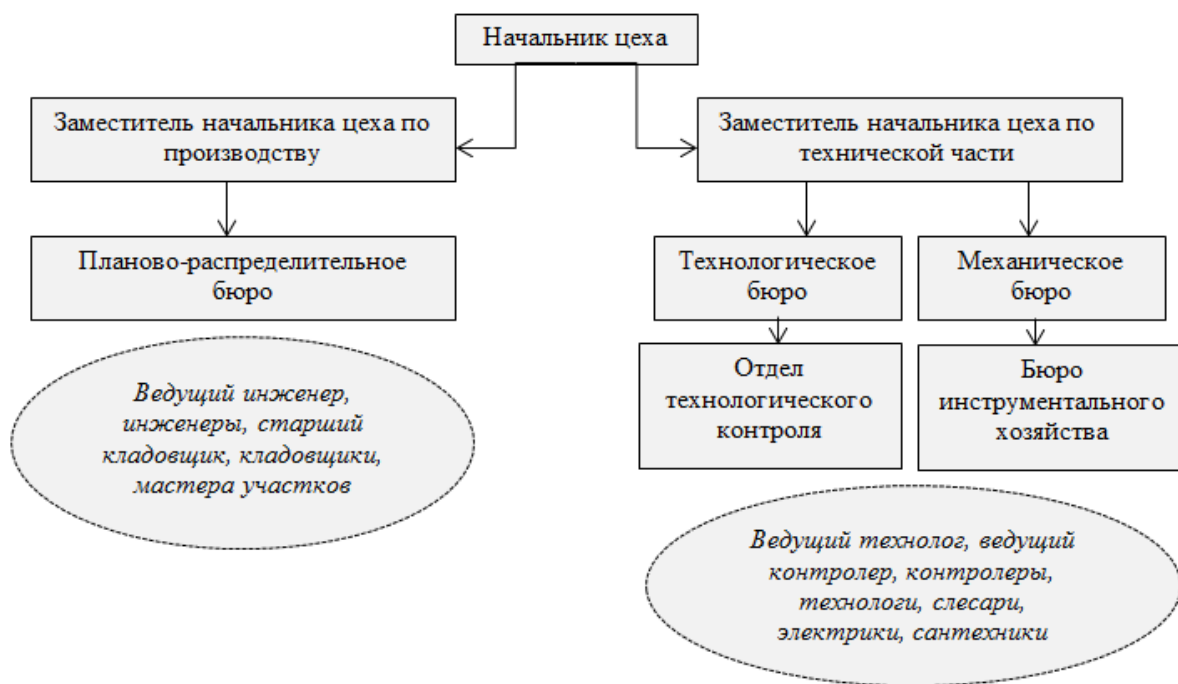 Начальник цеха
Заместитель начальника цеха по
производству
Заместитель начальника цеха по
технической части
Планово-распределительное
бюро
Технологическое
бюро
Механическое
бюро
Отдел
технологического
контроля
Бюро
инструментального
хозяйства
Ведущий инженер,
инженеры, старший
кладовщик, кладовщики,
мастера участков
Ведущий технолог, ведущий
контролер, контролеры,
технологи, слесари,
электрики, сантехники